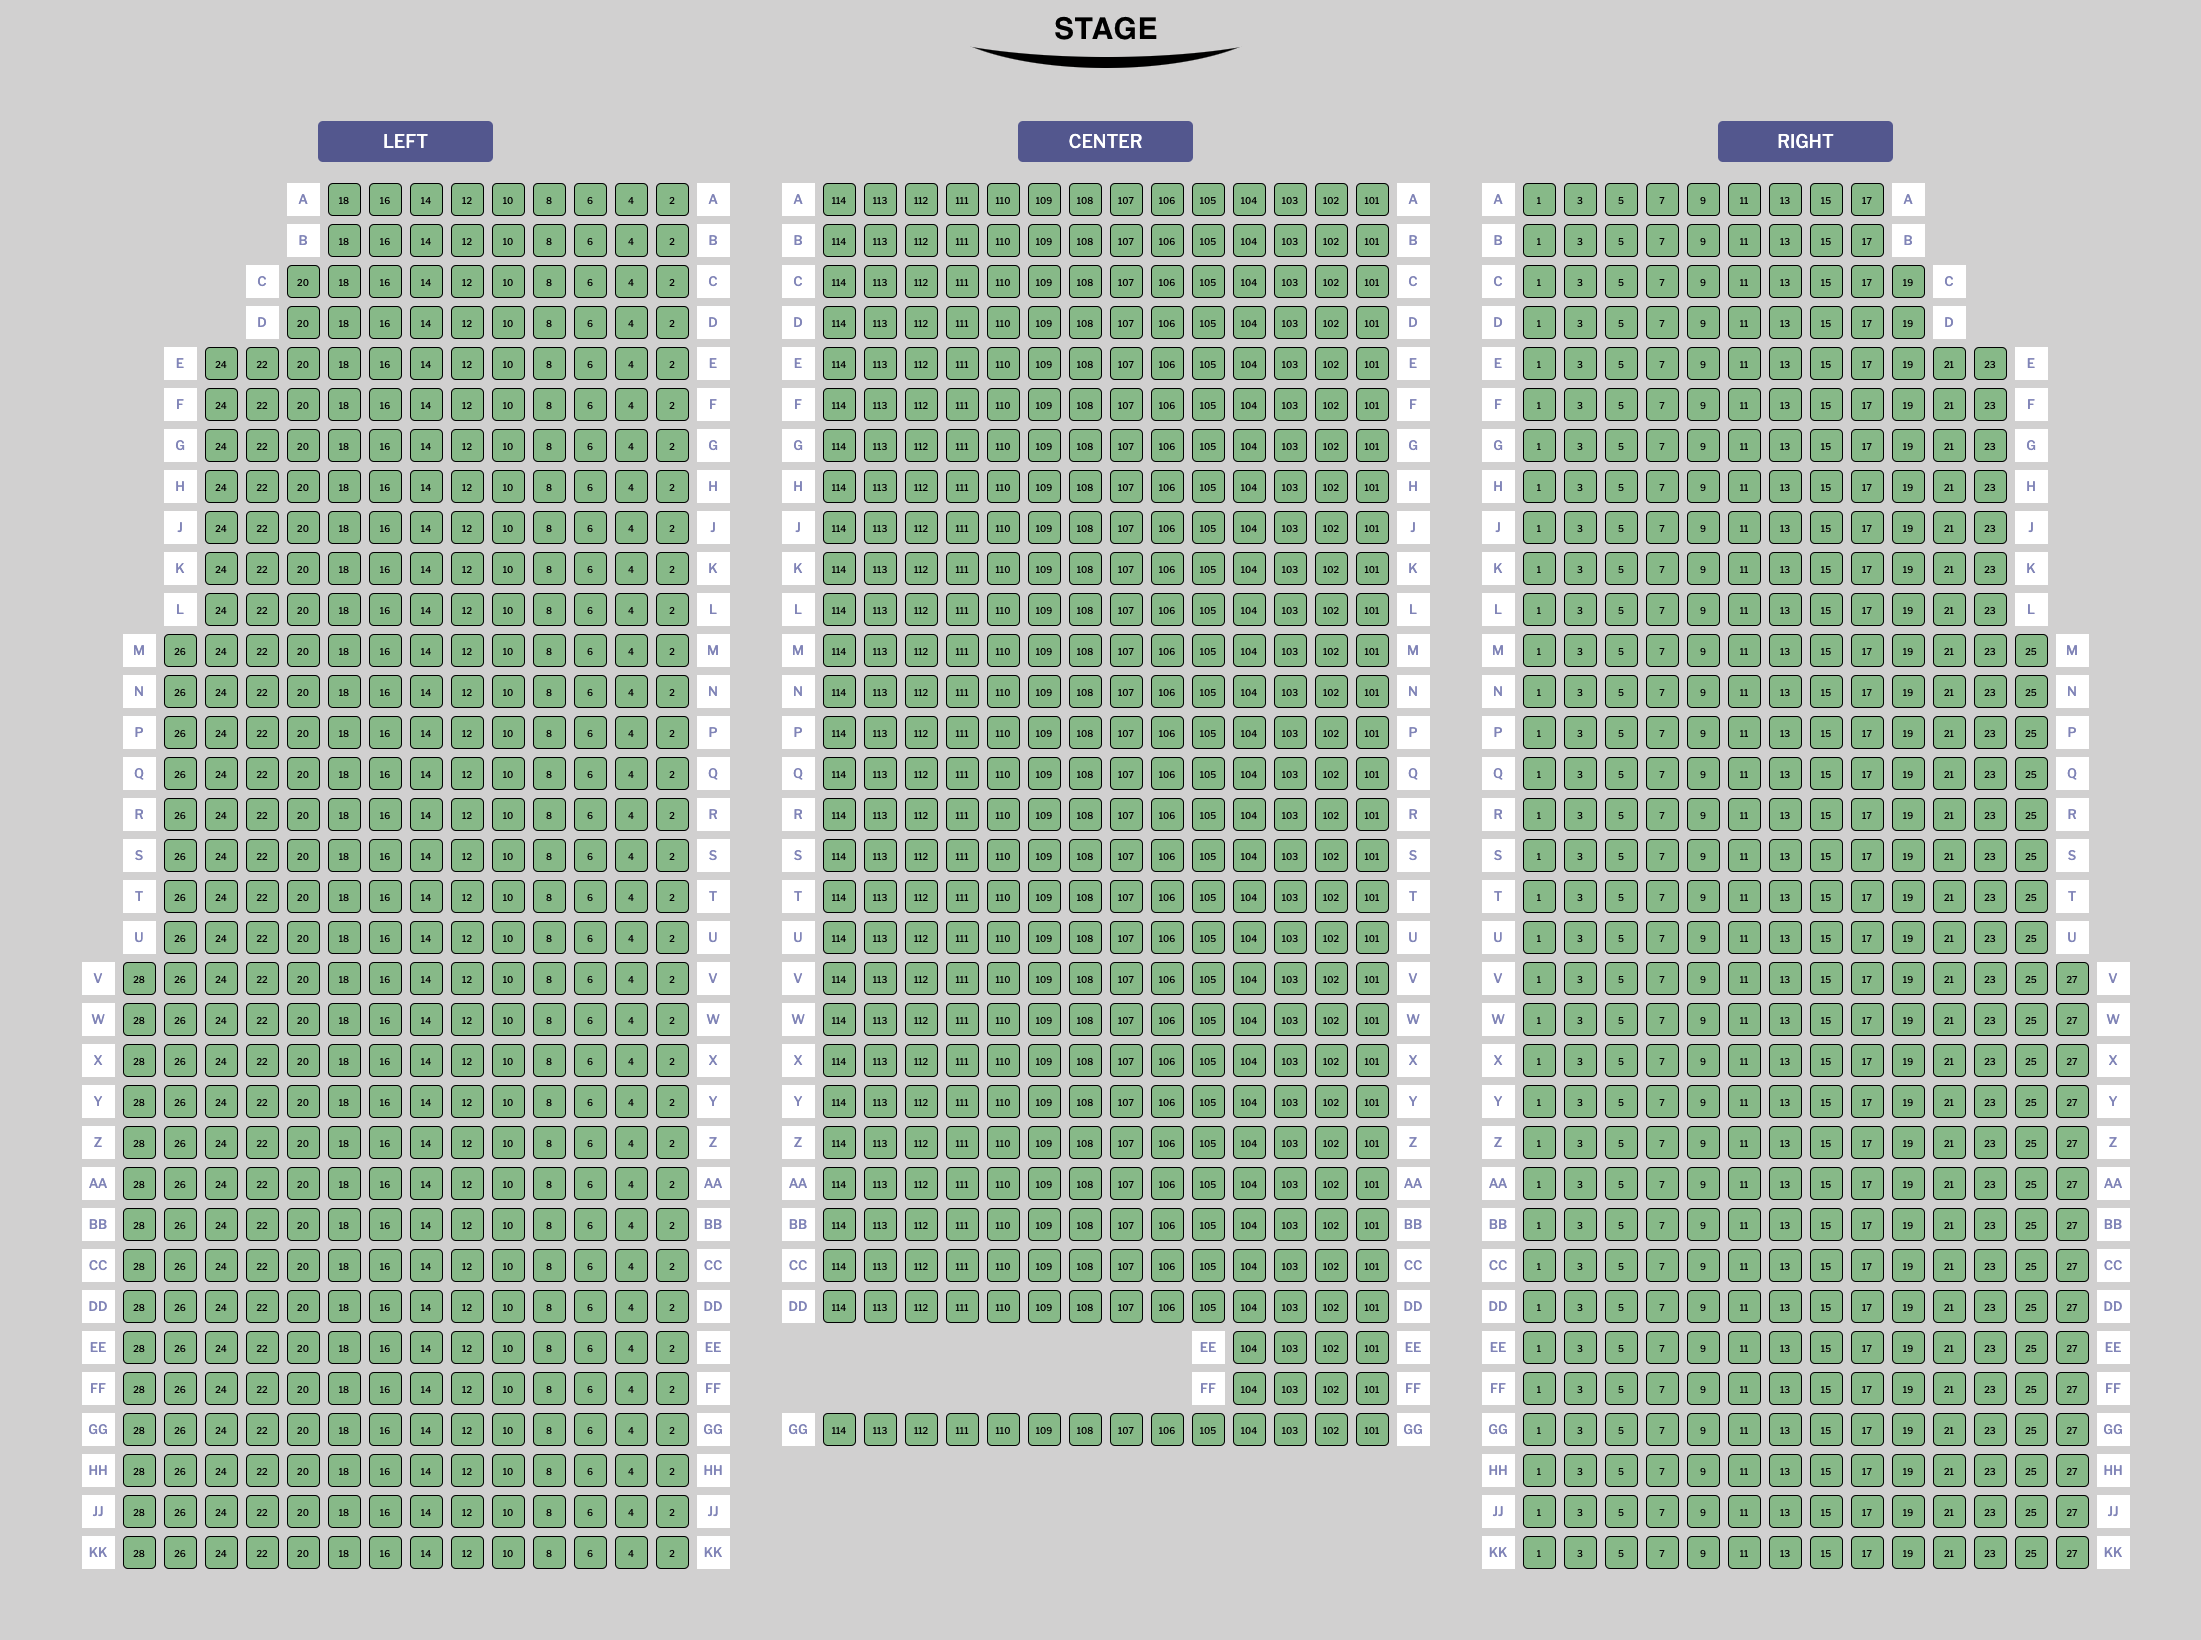 STAGE
LEFT CENTER RIGHT
A 18 16 14 12 10 8 6 4 2 A A 114 113 112 111 110 109 108 107 106 105 104 103 102 101 A A 1 3 5 7 9 11 13 15 17 A
B 18 16 14 12 10 8 6 4 2 B B 114 113 112 111 110 109 108 107 106 105 104 103 102 101 B B 1 3 5 7 9 11 13 15 17 B
C 20 18 16 14 12 10 8 6 4 2 C C 114 113 112 111 110 109 108 107 106 105 104 103 102 101 C C 1 3 5 7 9 11 13 15 17 19 C
D 20 18 16 14 12 10 8 6 4 2 D D 114 113 112 111 110 109 108 107 106 105 104 103 102 101 D D 1 3 5 7 9 11 13 15 17 19 D
E 24 22 20 18 16 14 12 10 8 6 4 2 E E 114 113 112 111 110 109 108 107 106 105 104 103 102 101 E E 1 3 5 7 9 11 13 15 17 19 21 23 E
F 24 22 20 18 16 14 12 10 8 6 4 2 F F 114 113 112 111 110 109 108 107 106 105 104 103 102 101 F F 1 3 5 7 9 11 13 15 17 19 21 23 F
G 24 22 20 18 16 14 12 10 8 6 4 2 G G 114 113 112 111 110 109 108 107 106 105 104 103 102 101 G G 1 3 5 7 9 11 13 15 17 19 21 23 G
H 24 22 20 18 16 14 12 10 8 6 4 2 H H 114 113 112 111 110 109 108 107 106 105 104 103 102 101 H H 1 3 5 7 9 11 13 15 17 19 21 23 H
J 24 22 20 18 16 14 12 10 8 6 4 2 J J 114 113 112 111 110 109 108 107 106 105 104 103 102 101 J J 1 3 5 7 9 11 13 15 17 19 21 23 J
K 24 22 20 18 16 14 12 10 8 6 4 2 K K 114 113 112 111 110 109 108 107 106 105 104 103 102 101 K K 1 3 5 7 9 11 13 15 17 19 21 23 K
L 24 22 20 18 16 14 12 10 8 6 4 2 L L 114 113 112 111 110 109 108 107 106 105 104 103 102 101 L L 1 3 5 7 9 11 13 15 17 19 21 23 L
M 26 24 22 20 18 16 14 12 10 8 6 4 2 M M 114 113 112 111 110 109 108 107 106 105 104 103 102 101 M M 1 3 5 7 9 11 13 15 17 19 21 23 25 M
N 26 24 22 20 18 16 14 12 10 8 6 4 2 N N 114 113 112 111 110 109 108 107 106 105 104 103 102 101 N N 1 3 5 7 9 11 13 15 17 19 21 23 25 N
P 26 24 22 20 18 16 14 12 10 8 6 4 2 P P 114 113 112 111 110 109 108 107 106 105 104 103 102 101 P P 1 3 5 7 9 11 13 15 17 19 21 23 25 P
Q 26 24 22 20 18 16 14 12 10 8 6 4 2 Q Q 114 113 112 111 110 109 108 107 106 105 104 103 102 101 Q Q 1 3 5 7 9 11 13 15 17 19 21 23 25 Q
R 26 24 22 20 18 16 14 12 10 8 6 4 2 R R 114 113 112 111 110 109 108 107 106 105 104 103 102 101 R R 1 3 5 7 9 11 13 15 17 19 21 23 25 R
S 26 24 22 20 18 16 14 12 10 8 6 4 2 S S 114 113 112 111 110 109 108 107 106 105 104 103 102 101 S S 1 3 5 7 9 11 13 15 17 19 21 23 25 S
T 26 24 22 20 18 16 14 12 10 8 6 4 2 T T 114 113 112 111 110 109 108 107 106 105 104 103 102 101 T T 1 3 5 7 9 11 13 15 17 19 21 23 25 T
U 26 24 22 20 18 16 14 12 10 8 6 4 2 U U 114 113 112 111 110 109 108 107 106 105 104 103 102 101 U U 1 3 5 7 9 11 13 15 17 19 21 23 25 U
V 28 26 24 22 20 18 16 14 12 10 8 6 4 2 V V 114 113 112 111 110 109 108 107 106 105 104 103 102 101 V V 1 3 5 7 9 11 13 15 17 19 21 23 25 27 V
W 28 26 24 22 20 18 16 14 12 10 8 6 4 2 W W 114 113 112 111 110 109 108 107 106 105 104 103 102 101 W W 1 3 5 7 9 11 13 15 17 19 21 23 25 27 W
X 28 26 24 22 20 18 16 14 12 10 8 6 4 2 X X 114 113 112 111 110 109 108 107 106 105 104 103 102 101 X X 1 3 5 7 9 11 13 15 17 19 21 23 25 27 X
Y 28 26 24 22 20 18 16 14 12 10 8 6 4 2 Y Y 114 113 112 111 110 109 108 107 106 105 104 103 102 101 Y Y 1 3 5 7 9 11 13 15 17 19 21 23 25 27 Y
Z 28 26 24 22 20 18 16 14 12 10 8 6 4 2 Z Z 114 113 112 111 110 109 108 107 106 105 104 103 102 101 Z Z 1 3 5 7 9 11 13 15 17 19 21 23 25 27 Z
AA 28 26 24 22 20 18 16 14 12 10 8 6 4 2 AA AA 114 113 112 111 110 109 108 107 106 105 104 103 102 101 AA AA 1 3 5 7 9 11 13 15 17 19 21 23 25 27 AA
BB 28 26 24 22 20 18 16 14 12 10 8 6 4 2 BB BB 114 113 112 111 110 109 108 107 106 105 104 103 102 101 BB BB 1 3 5 7 9 11 13 15 17 19 21 23 25 27 BB
CC 28 26 24 22 20 18 16 14 12 10 8 6 4 2 CC CC 114 113 112 111 110 109 108 107 106 105 104 103 102 101 CC CC 1 3 5 7 9 11 13 15 17 19 21 23 25 27 CC
DD 28 26 24 22 20 18 16 14 12 10 8 6 4 2 DD DD 114 113 112 111 110 109 108 107 106 105 104 103 102 101 DD DD 1 3 5 7 9 11 13 15 17 19 21 23 25 27 DD
EE 28 26 24 22 20 18 16 14 12 10 8 6 4 2 EE EE 104 103 102 101 EE EE 1 3 5 7 9 11 13 15 17 19 21 23 25 27 EE
FF 28 26 24 22 20 18 16 14 12 10 8 6 4 2 FF FF 104 103 102 101 FF FF 1 3 5 7 9 11 13 15 17 19 21 23 25 27 FF
GG 28 26 24 22 20 18 16 14 12 10 8 6 4 2 GG GG 114 113 112 111 110 109 108 107 106 105 104 103 102 101 GG GG 1 3 5 7 9 11 13 15 17 19 21 23 25 27 GG
HH 28 26 24 22 20 18 16 14 12 10 8 6 4 2 HH HH 1 3 5 7 9 11 13 15 17 19 21 23 25 27 HH
JJ 28 26 24 22 20 18 16 14 12 10 8 6 4 2 JJ JJ 1 3 5 7 9 11 13 15 17 19 21 23 25 27 JJ
KK 28 26 24 22 20 18 16 14 12 10 8 6 4 2 KK KK 1 3 5 7 9 11 13 15 17 19 21 23 25 27 KK